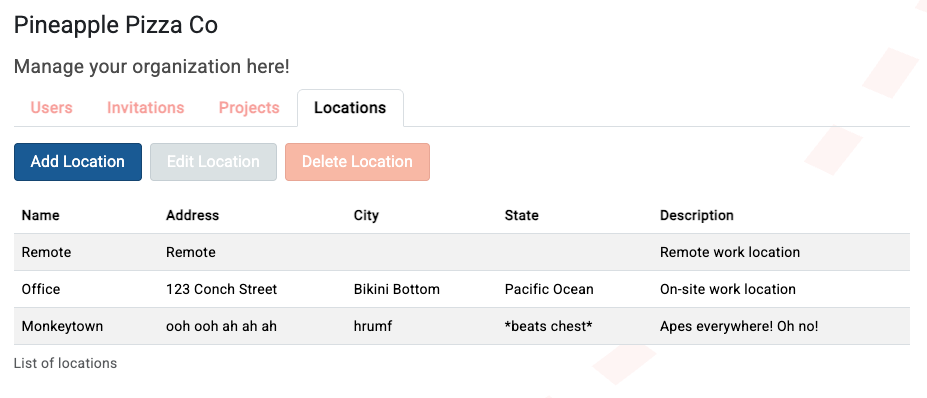 Pineapple Pizza Co
Manage your organization here!
Users Invitations Projects Locations
Add Location Edit Location Delete Location
Name Address City State Description
Remote Remote Remote work location
Office 123 Conch Street Bikini Bottom Pacific Ocean On-site work location
Monkeytown ooh ooh ah ah ah hrumf *beats chest* Apes everywhere! Oh no!
List of locations